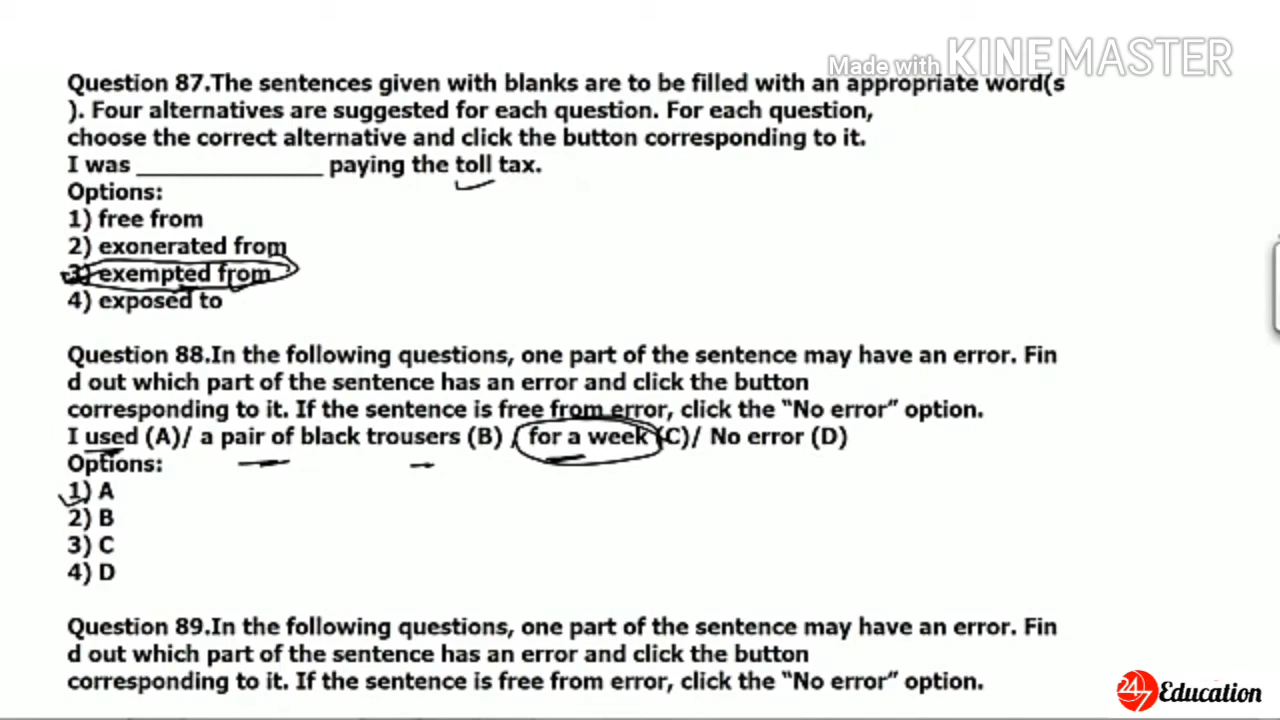 Made with KINEMASTER
Question 87.The sentences given with blanks are to be filled with an appropriate word(s
). Four alternatives are suggested for each question. For each question,
choose the correct alternative and click the button corresponding to it.
I was ______________ paying the toll tax.
Options:
1) free from
2) exonerated from
3) exempted from
4) exposed to
Question 88.In the following questions, one part of the sentence may have an error. Fin
d out which part of the sentence has an error and click the button
corresponding to it. If the sentence is free from error, click the “No error” option.
I used (A)/ a pair of black trousers (B) / for a week (C)/ No error (D)
Options:
1) A
2) B
3) C
4) D
Question 89.In the following questions, one part of the sentence may have an error. Fin
d out which part of the sentence has an error and click the button
corresponding to it. If the sentence is free from error, click the “No error” option.
24/7 Education